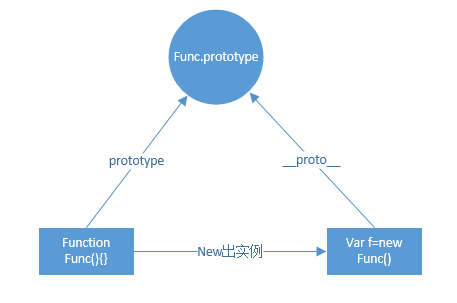 Func.prototype
prototype
__proto__
Function
Func(){}
New出实例
Var f=new
Func()